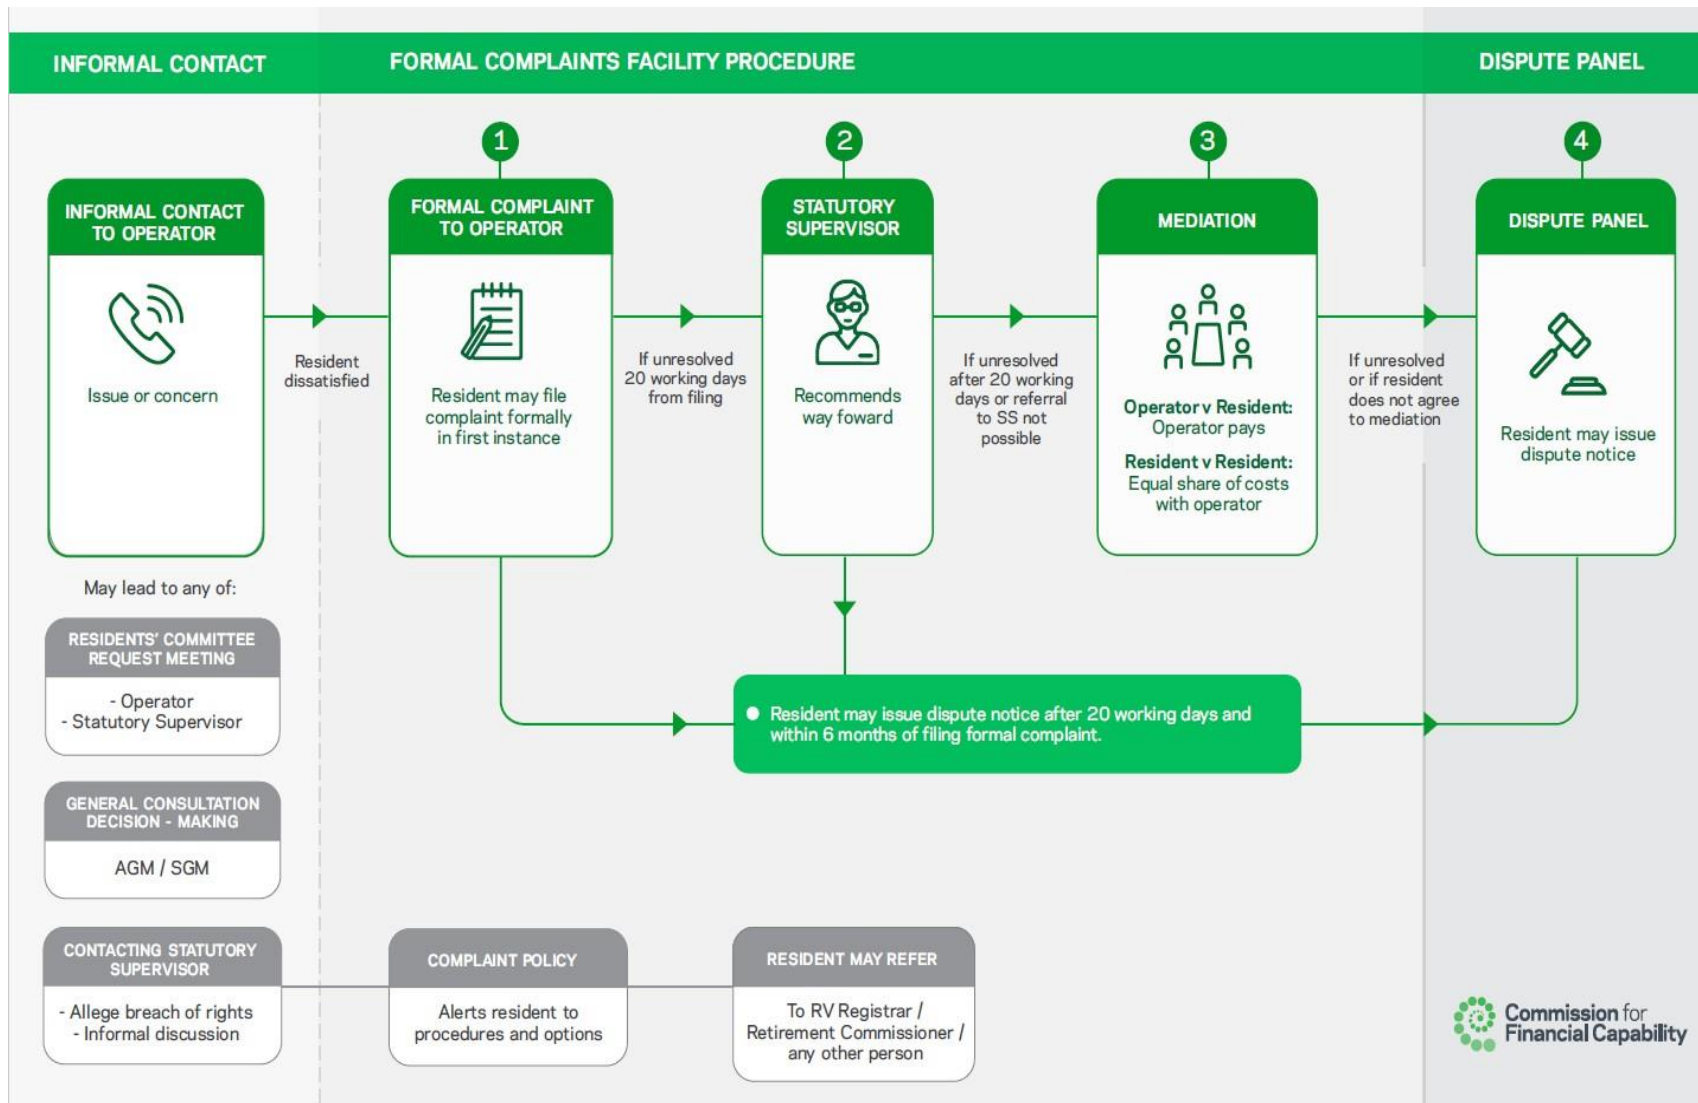 INFORMAL CONTACT
FORMAL COMPLAINTS FACILITY PROCEDURE
DISPUTE PANEL
1
2
3
4
INFORMAL CONTACT
TO OPERATOR
Issue or concern
Resident
dissatisfied
FORMAL COMPLAINT
TO OPERATOR
Resident may file
complaint formally
in first instance
If unresolved
20 working days
from filing
STATUTORY
SUPERVISOR
Recommends
way foward
If unresolved
after 20 working
days or referral
to SS not
possible
MEDIATION
Operator v Resident:
Operator pays
Resident v Resident:
Equal share of costs
with operator
If unresolved
or if resident
does not agree
to mediation
DISPUTE PANEL
Resident may issue
dispute notice
May lead to any of:
RESIDENTS' COMMITTEE
REQUEST MEETING
- Operator
- Statutory Supervisor
Resident may issue dispute notice after 20 working days and
within 6 months of filing formal complaint.
GENERAL CONSULTATION
DECISION - MAKING
AGM / SGM
CONTACTING STATUTORY
SUPERVISOR
- Allege breach of rights
- Informal discussion
COMPLAINT POLICY
Alerts resident to
procedures and options
RESIDENT MAY REFER
To RV Registrar /
Retirement Commissioner /
any other person
Commission for
Financial Capability